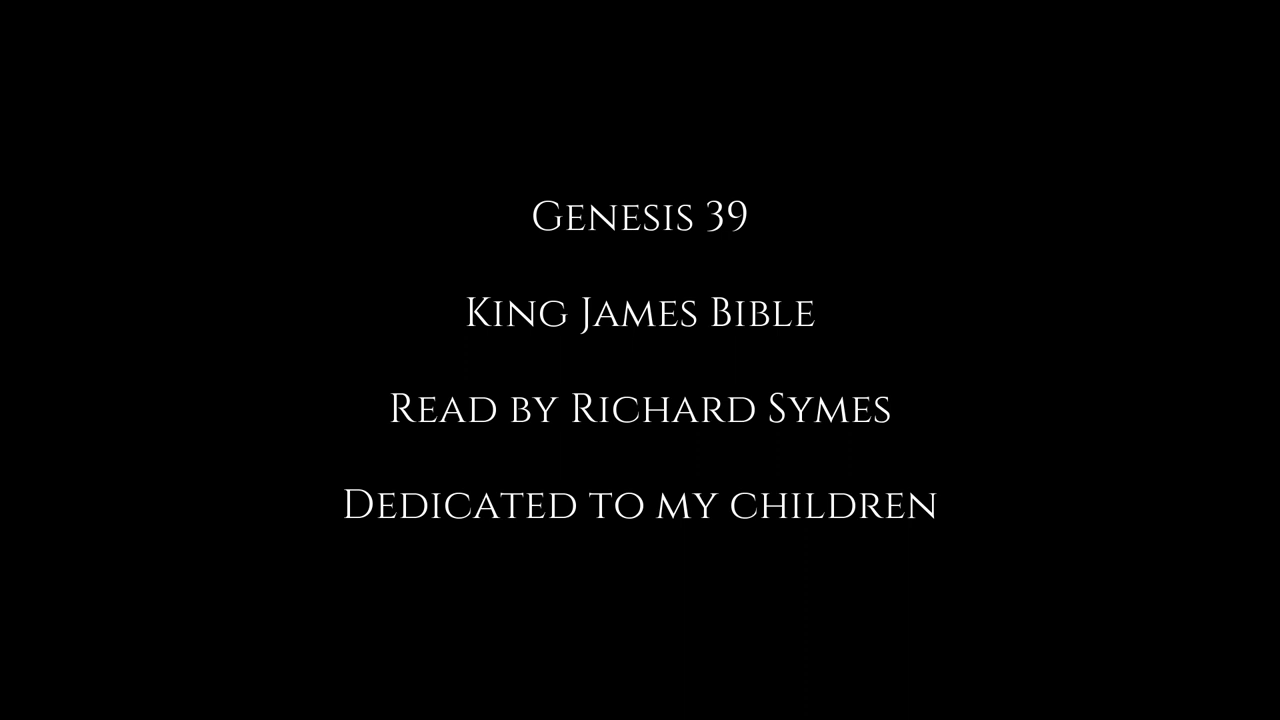 Genesis 39
King James Bible
Read by Richard Symes
Dedicated to my children